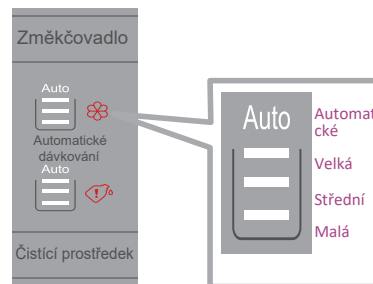 Změkčovadlo
Auto
Automatické
dávkování
Auto
Čistící prostředek
Auto
Automat
cké
Velká
Střední
Malá